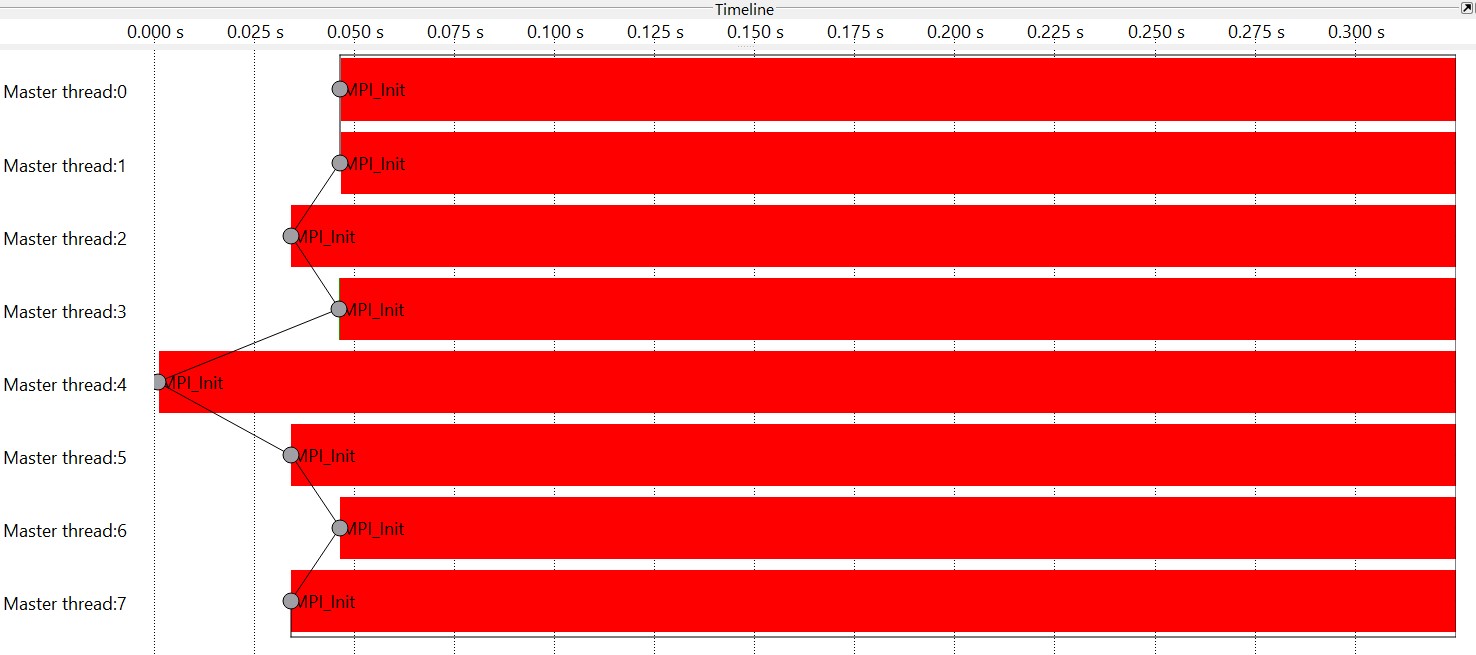 Timeline
0.000 s 0.025 s 0.050 s 0.075 s 0.100 s 0.125 s 0.150 s 0.175 s 0.200 s 0.225 s 0.250 s 0.275 s 0.300 s
Master thread:0 MPI_Init
Master thread:1 MPI_Init
Master thread:2 MPI_Init
Master thread:3 MPI_Init
Master thread:4 MPI_Init
Master thread:5 MPI_Init
Master thread:6 MPI_Init
Master thread:7 MPI_Init